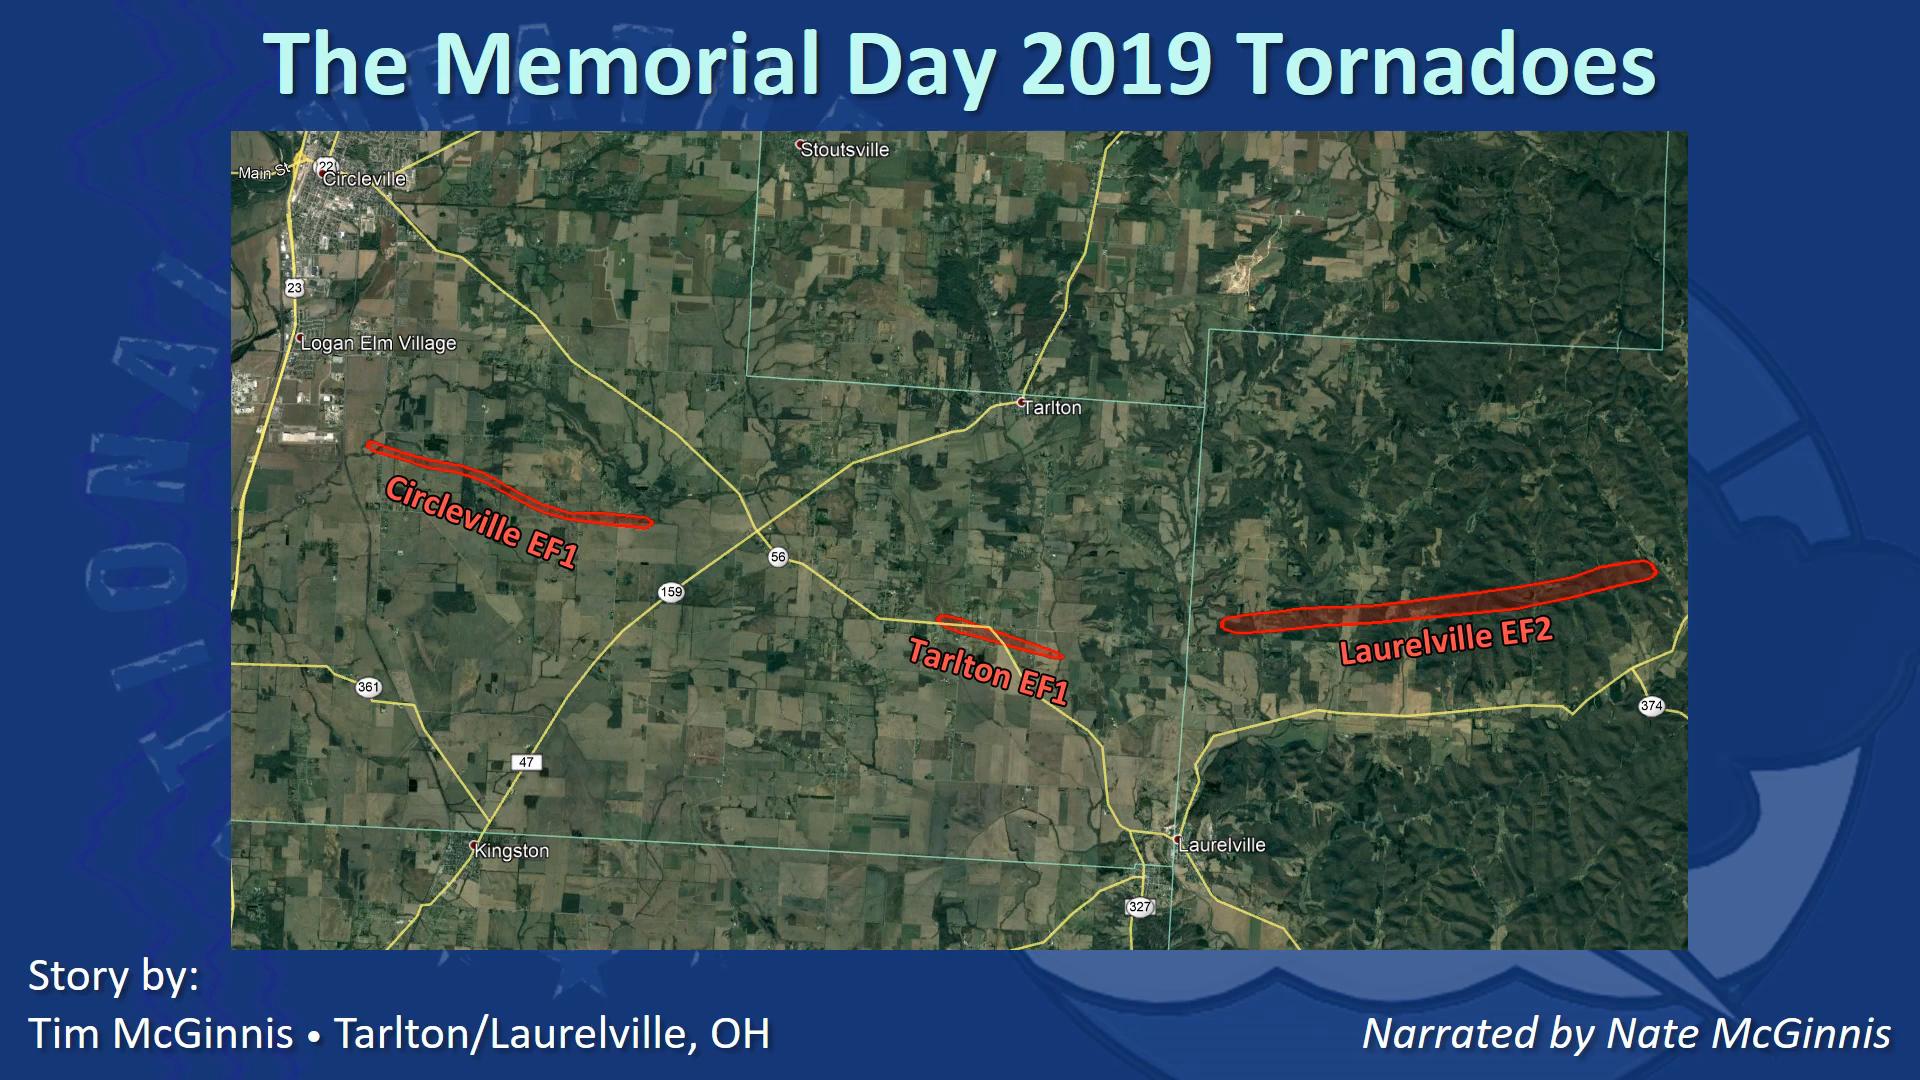 The Memorial Day 2019 Tornadoes
Stoutsville
Main St
22
Circleville
23
Logan Elm Village
Tarlton
Circleville EF1
56
159
Tarlton EF1
Laurelville EF2
361
374
47
Kingston
Laurelville
327
Story by:
Tim McGinnis • Tarlton/Laurelville, OH
Narrated by Nate McGinnis